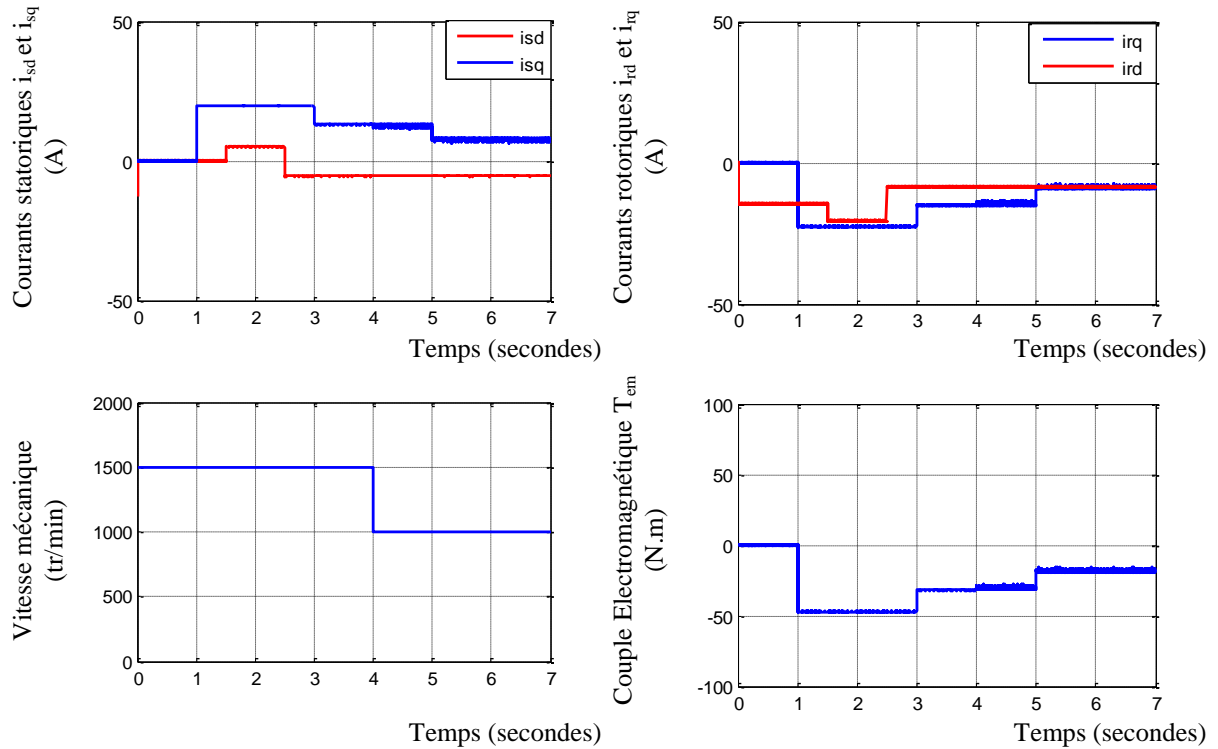 Courants statoriques isd et isq
(A)
50
0
-50
isd
isq
0 1 2 3 4 5 6 7
Temps (secondes)
Courants rotoriques ird et irq
(A)
50
0
-50
irq
ird
0 1 2 3 4 5 6 7
Temps (secondes)
Vitesse mécanique
(tr/min)
2000
1500
1000
500
0
0 1 2 3 4 5 6 7
Temps (secondes)
Couple Electromagnétique Tem
(N.m)
100
50
0
-50
-100
0 1 2 3 4 5 6 7
Temps (secondes)